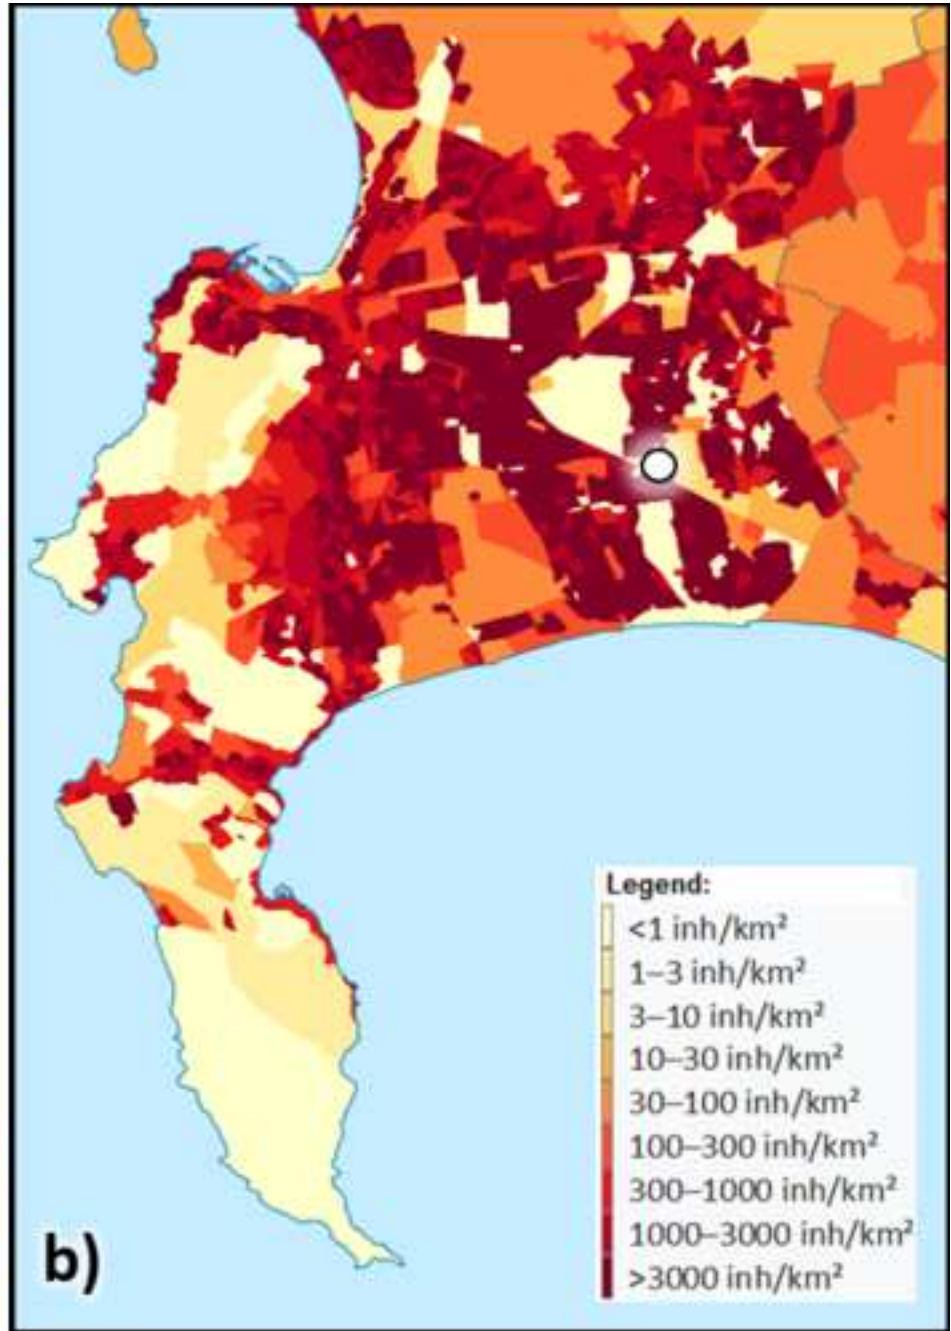 Legend:
<1 inh/km²
1–3 inh/km²
3–10 inh/km²
10–30 inh/km²
30–100 inh/km²
100–300 inh/km²
300–1000 inh/km²
1000–3000 inh/km²
>3000 inh/km²
b)